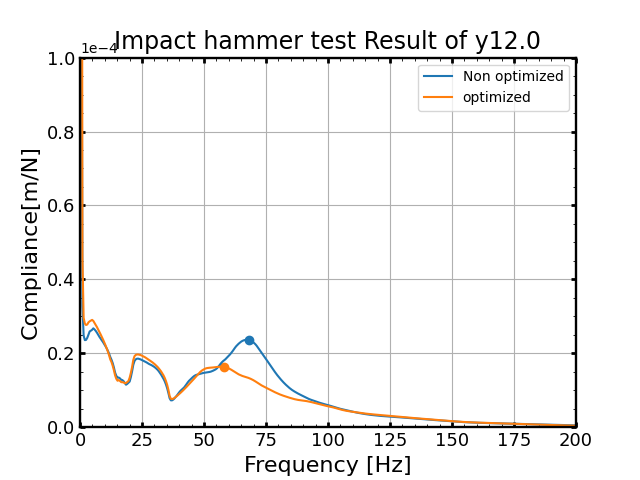 Impact hammer test Result of y12.0
1e−4
1.0
0.8
0.6
0.4
0.2
0.0
Compliance[m/N]
Non optimized
optimized
0 25 50 75 100 125 150 175 200
Frequency [Hz]